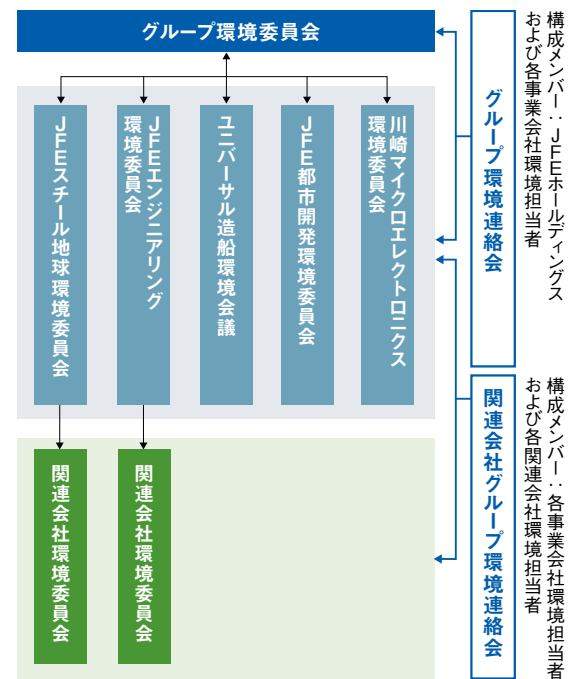 グループ環境委員会
JFEスチール地球環境委員会
JFEエンジニアリング
環境委員会
ユニバーサル造船環境会議
JFE都市開発環境委員会
川崎マイクロエレクトロニクス
環境委員会
グループ環境連絡会
構成メンバー：JFEホールディングス
および各事業会社環境担当者
関連会社環境委員会
関連会社環境委員会
関連会社グループ環境連絡会
構成メンバー：各事業会社環境担当者
および各関連会社環境担当者